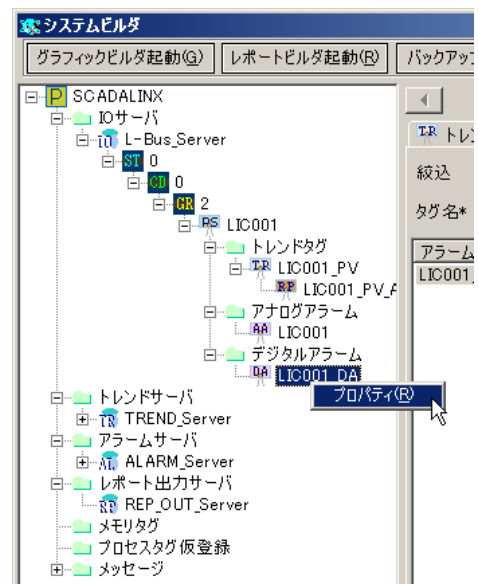 システムビルダ
グラフィックビルダ起動(G) レポートビルダ起動(R) バックアップ
P SCADALINX
IOサーバ
IO L-Bus_Server
ST 0
CD 0
GR 2
AS LIC001
トレンドタグ
TR LIC001_PV
RP LIC001_PV_A
アナログアラーム
AA LIC001
デジタルアラーム
DA LIC001_DA
プロパティ(R)
トレンドサーバ
TR TREND_Server
アラームサーバ
AL ALARM_Server
レポート出力サーバ
RP REP_OUT_Server
メモリタグ
プロセスタグ仮登録
メッセージ
TR トレン
絞込
タグ名*
アラーム
LIC001_